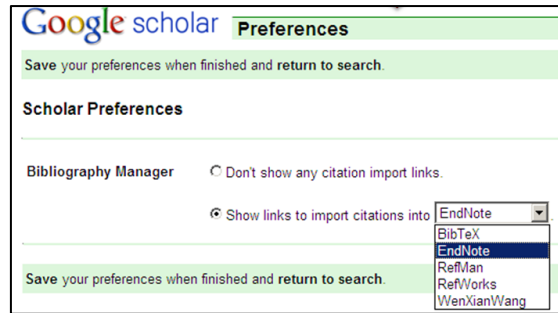 Google scholar Preferences
Save your preferences when finished and return to search.
Scholar Preferences
Bibliography Manager
Don't show any citation import links.
Show links to import citations into EndNote.
BibTeX
EndNote
RefMan
RefWorks
WenXianWang
Save your preferences when finished and return to search.